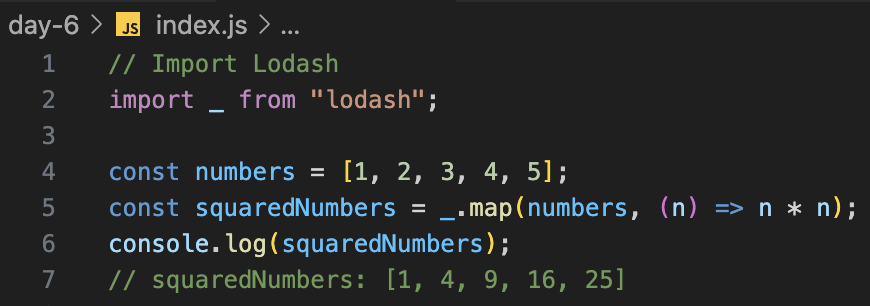 day-6 > JS index.js > ...
1 // Import Lodash
2 import _ from "lodash";
3
4 const numbers = [1, 2, 3, 4, 5];
5 const squaredNumbers = _.map(numbers, (n) => n * n);
6 console.log(squaredNumbers);
7 // squaredNumbers: [1, 4, 9, 16, 25]